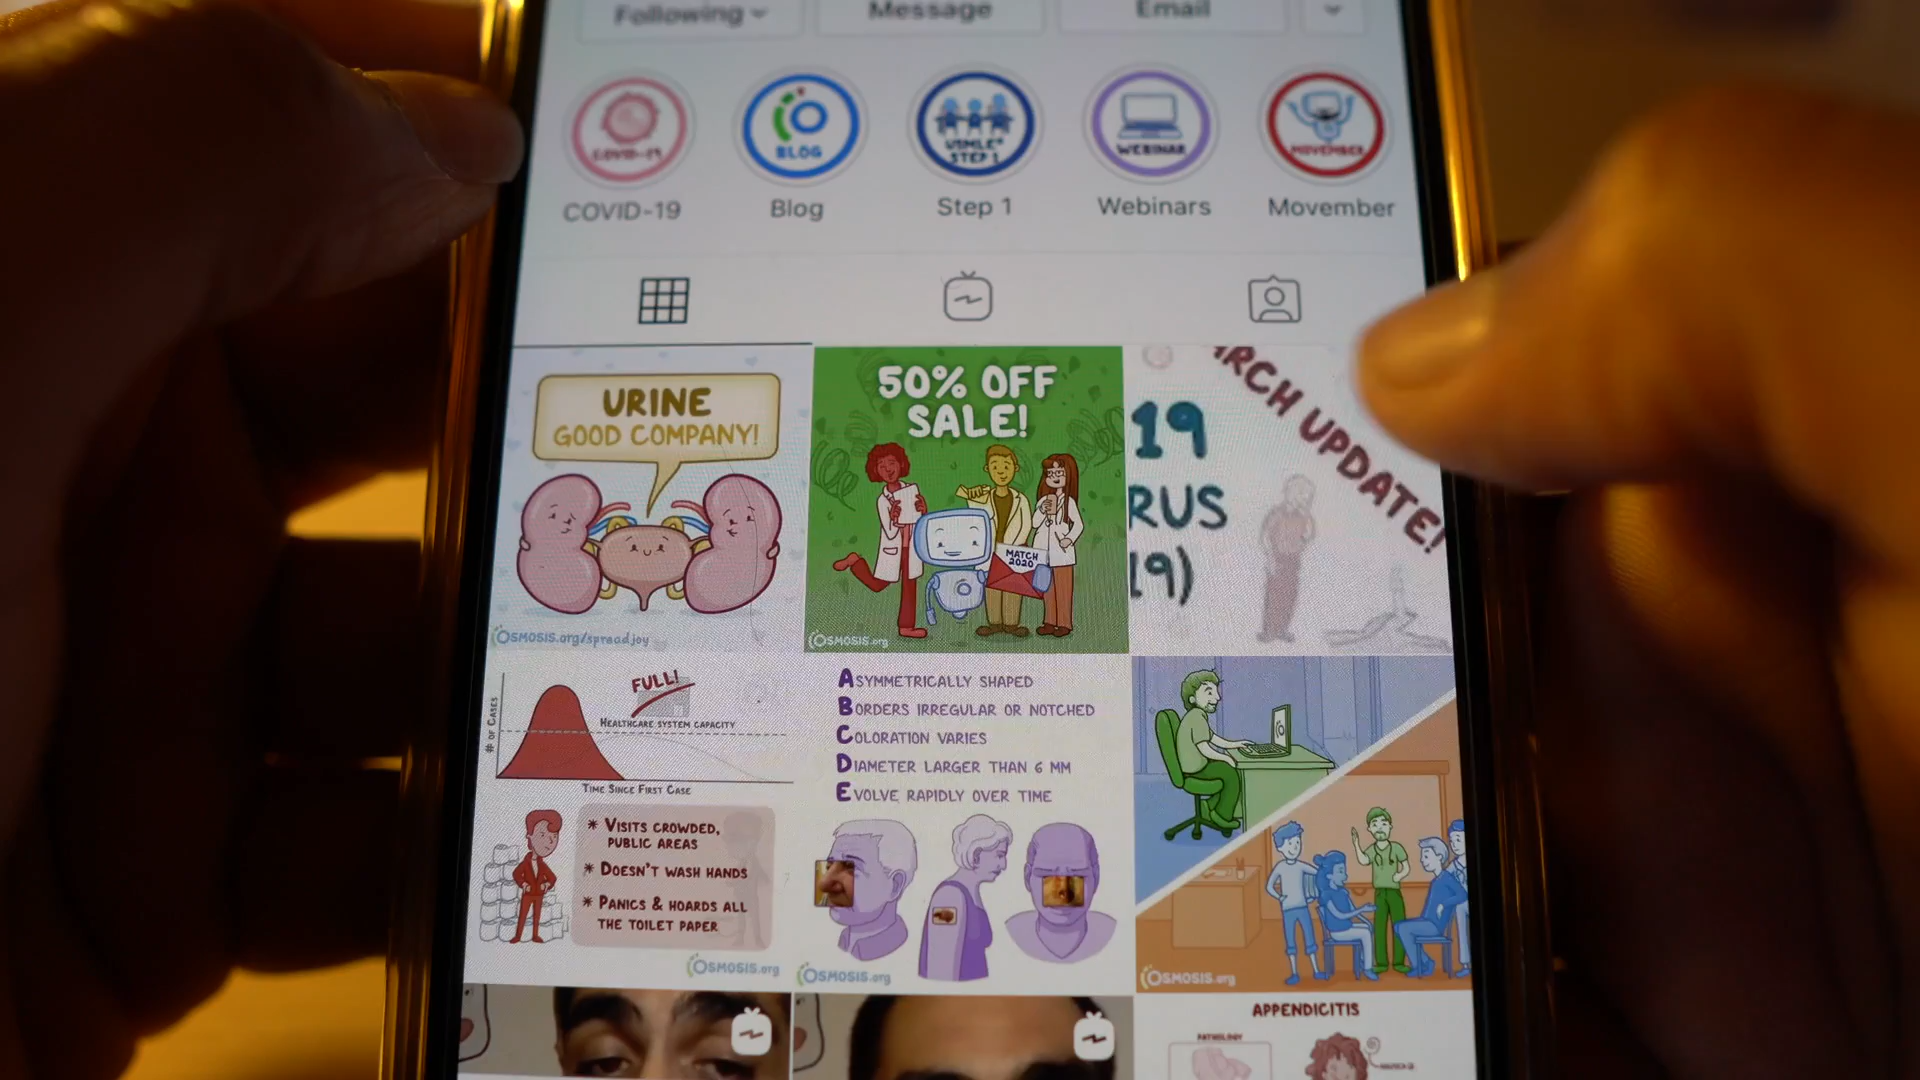 Following
Message
Email
COVID-19
BLOG
USMLE®
STEP 1
WEBINAR
MOVEMBER
COVID-19
Blog
Step 1
Webinars
Movember
URINE
GOOD COMPANY!
OSMOSIS.org/spreadjoy
50% OFF
SALE!
MATCH
2020
OSMOSIS.org
RCH UPDATE!
19
RUS
19)
# OF CASES
FULL!
HEALTHCARE SYSTEM CAPACITY
TIME SINCE FIRST CASE
* VISITS CROWDED,
PUBLIC AREAS
* DOESN'T WASH HANDS
* PANICS & HOARDS ALL
THE TOILET PAPER
OSMOSIS.org
ASYMMETRICALLY SHAPED
BORDERS IRREGULAR OR NOTCHED
COLORATION VARIES
DIAMETER LARGER THAN 6 MM
EVOLVE RAPIDLY OVER TIME
OSMOSIS.org
OSMOSIS.org
APPENDICITIS
PATHOLOGY